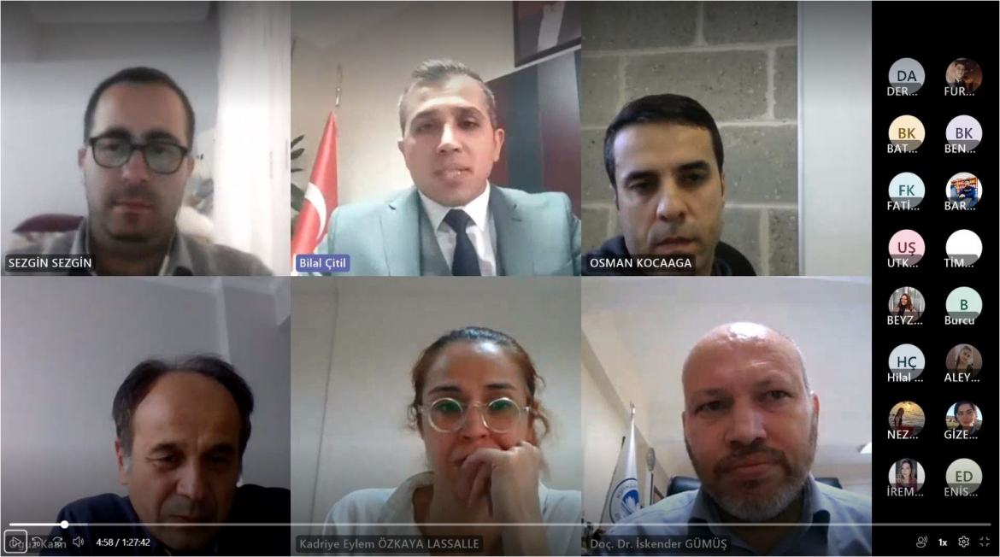 SEZGİN SEZGİN
Bilal Çitil
OSMAN KOCAAGA
Kadriye Eylem ÖZKAYA LASSALLE
Doç. Dr. İskender GÜMÜŞ
4:58 / 1:27:42
1x
DA
DER...
FUR...
BK
BAT...
BK
BEN...
FK
FATİ...
BAR...
UŞ
UTK...
TİM...
BEYZ...
B
Burcu
HÇ
Hilal ...
ALEY...
NEZ...
GİZE...
İREM...
ED
ENİS...